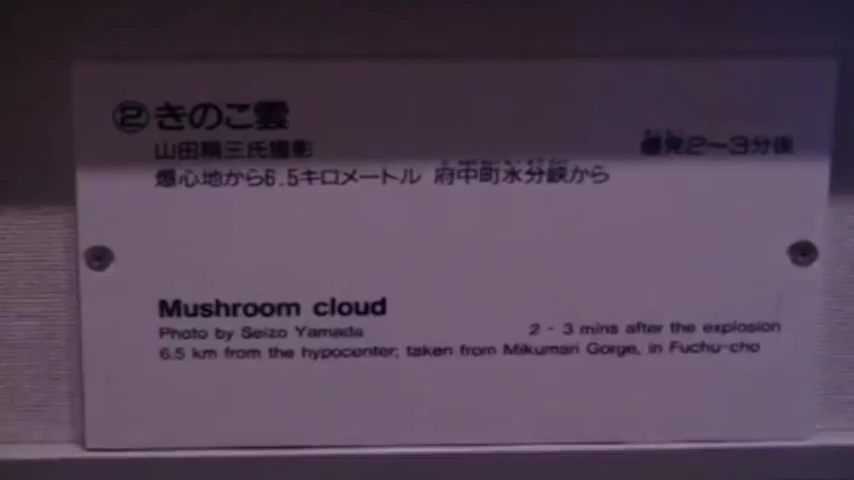 ②きのこ雲
山田精三氏撮影 爆発2〜3分後
爆心地から6.5キロメートル 府中町水分峡から
Mushroom cloud
Photo by Seizo Yamada 2 - 3 mins after the explosion
6.5 km from the hypocenter; taken from Mikumari Gorge, in Fuchu-cho